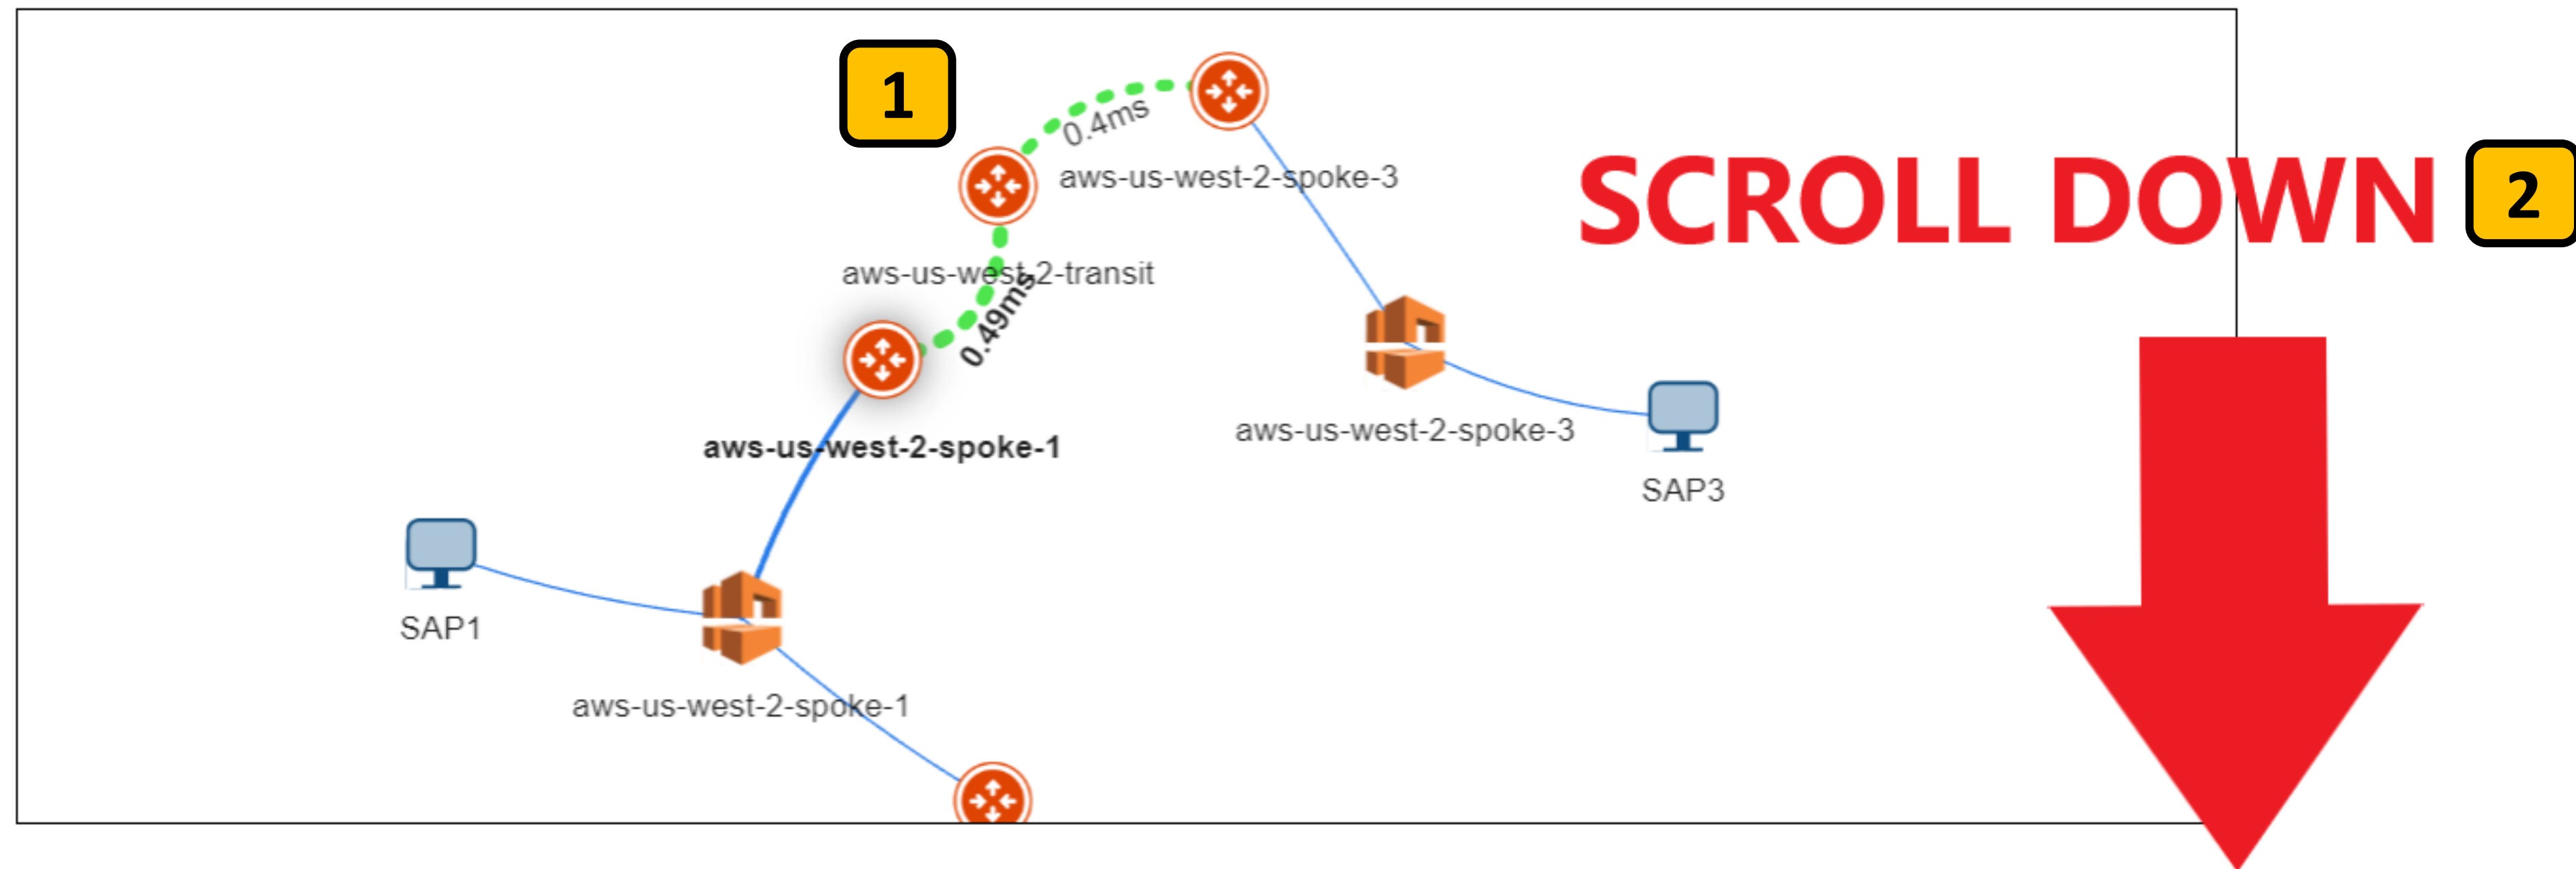 1
0.4ms
aws-us-west-2-spoke-3
SCROLL DOWN
2
aws-us-west-2-transit
0.49ms
aws-us-west-2-spoke-1
aws-us-west-2-spoke-3
SAP3
SAP1
aws-us-west-2-spoke-1